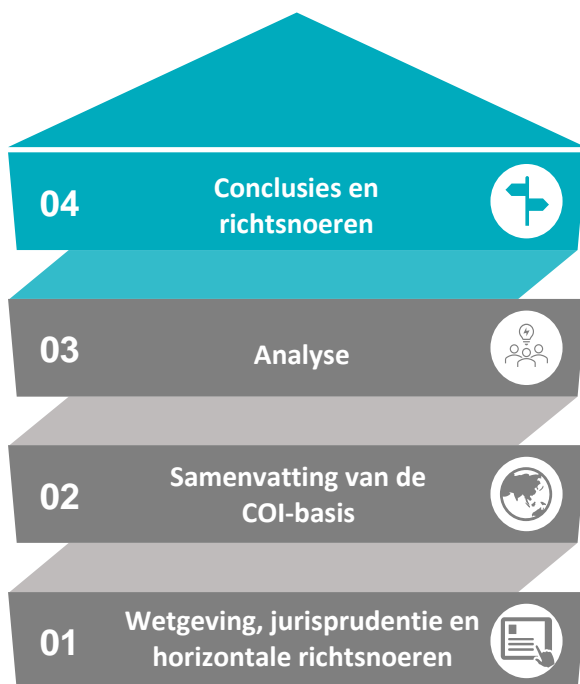 04
Conclusies en
richtsnoeren
03
Analyse
02
Samenvatting van de
COI-basis
01
Wetgeving, jurisprudentie en
horizontale richtsnoeren